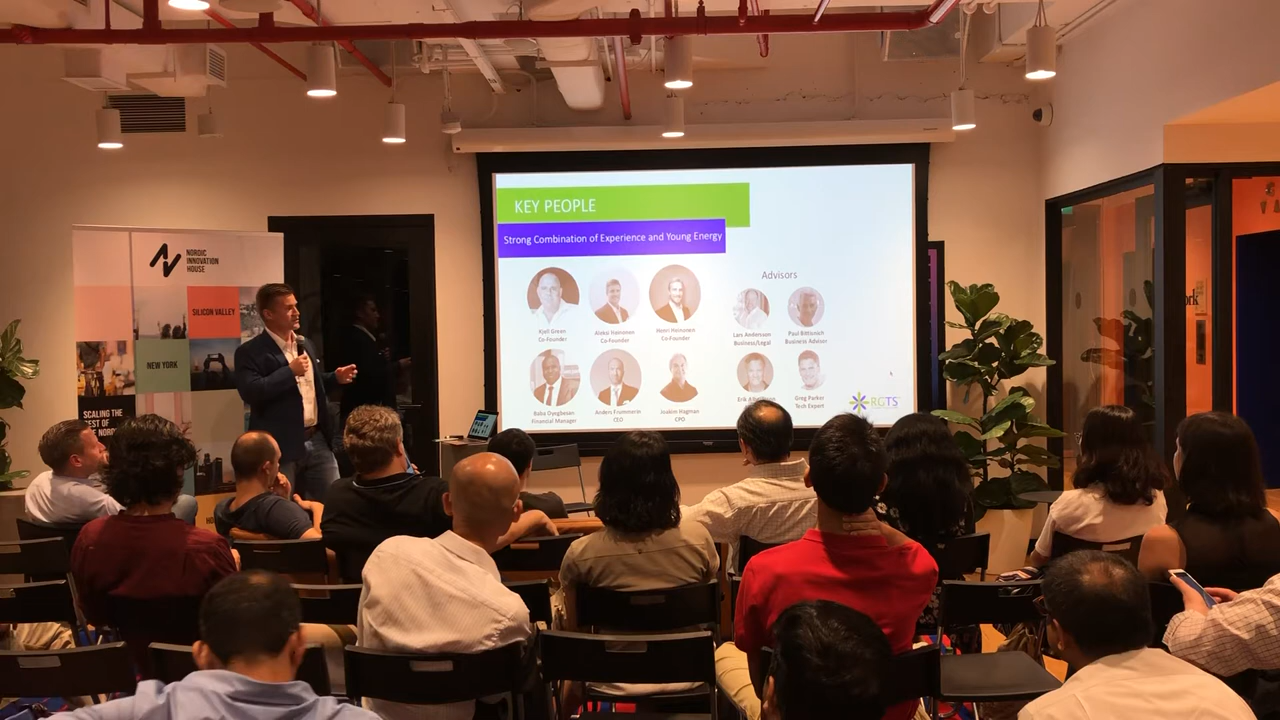 NORDIC
INNOVATION
HOUSE
SILICON VALLEY
NEW YORK
SCALING THE
KEY PEOPLE
Strong Combination of Experience and Young Energy
Advisors
Kjell Green
Co-Founder
Aleksi Heinonen
Co-Founder
Henri Heinonen
Co-Founder
Lars Andersson
Business/Legal
Paul Bittisnich
Business Advisor
Baba Oyegbesan
Financial Manager
Anders Frummerin
CEO
Joakim Hagman
CPO
Erik
Greg Parker
Tech Expert
RGTS